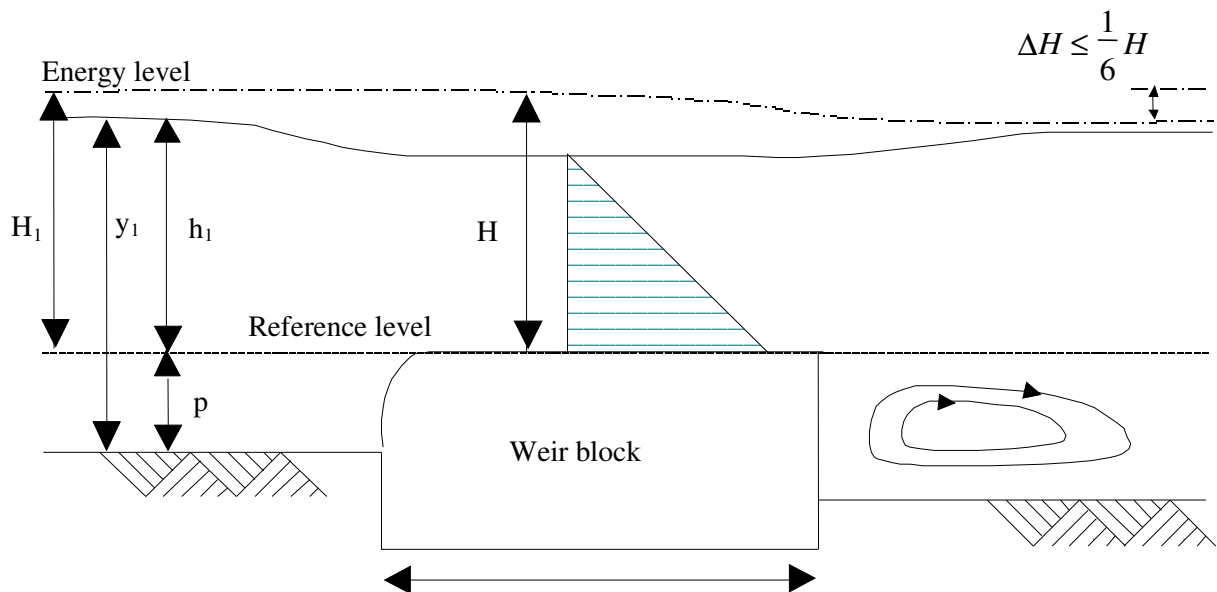 Energy level
ΔH ≤ 1/6 H
H₁
y₁
h₁
H
Reference level
p
Weir block